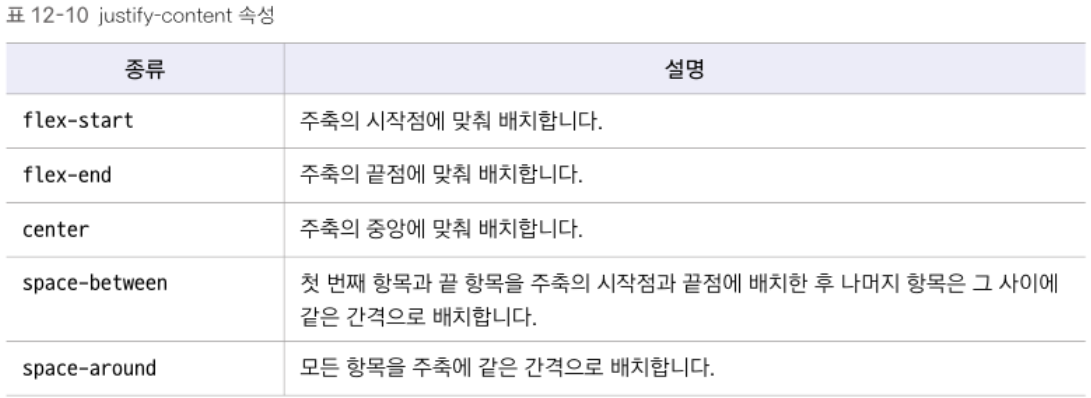 표 12-10 justify-content 속성
종류 설명
flex-start 주축의 시작점에 맞춰 배치합니다.
flex-end 주축의 끝점에 맞춰 배치합니다.
center 주축의 중앙에 맞춰 배치합니다.
space-between 첫 번째 항목과 끝 항목을 주축의 시작점과 끝점에 배치한 후 나머지 항목은 그 사이에
같은 간격으로 배치합니다.
space-around 모든 항목을 주축에 같은 간격으로 배치합니다.